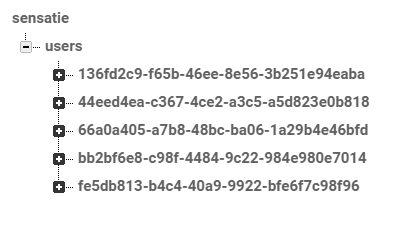 sensatie
users
136fd2c9-f65b-46ee-8e56-3b251e94eaba
44eed4ea-c367-4ce2-a3c5-a5d823e0b818
66a0a405-a7b8-48bc-ba06-1a29b4e46bfd
bb2bf6e8-c98f-4484-9c22-984e980e7014
fe5db813-b4c4-40a9-9922-bfe6f7c98f96